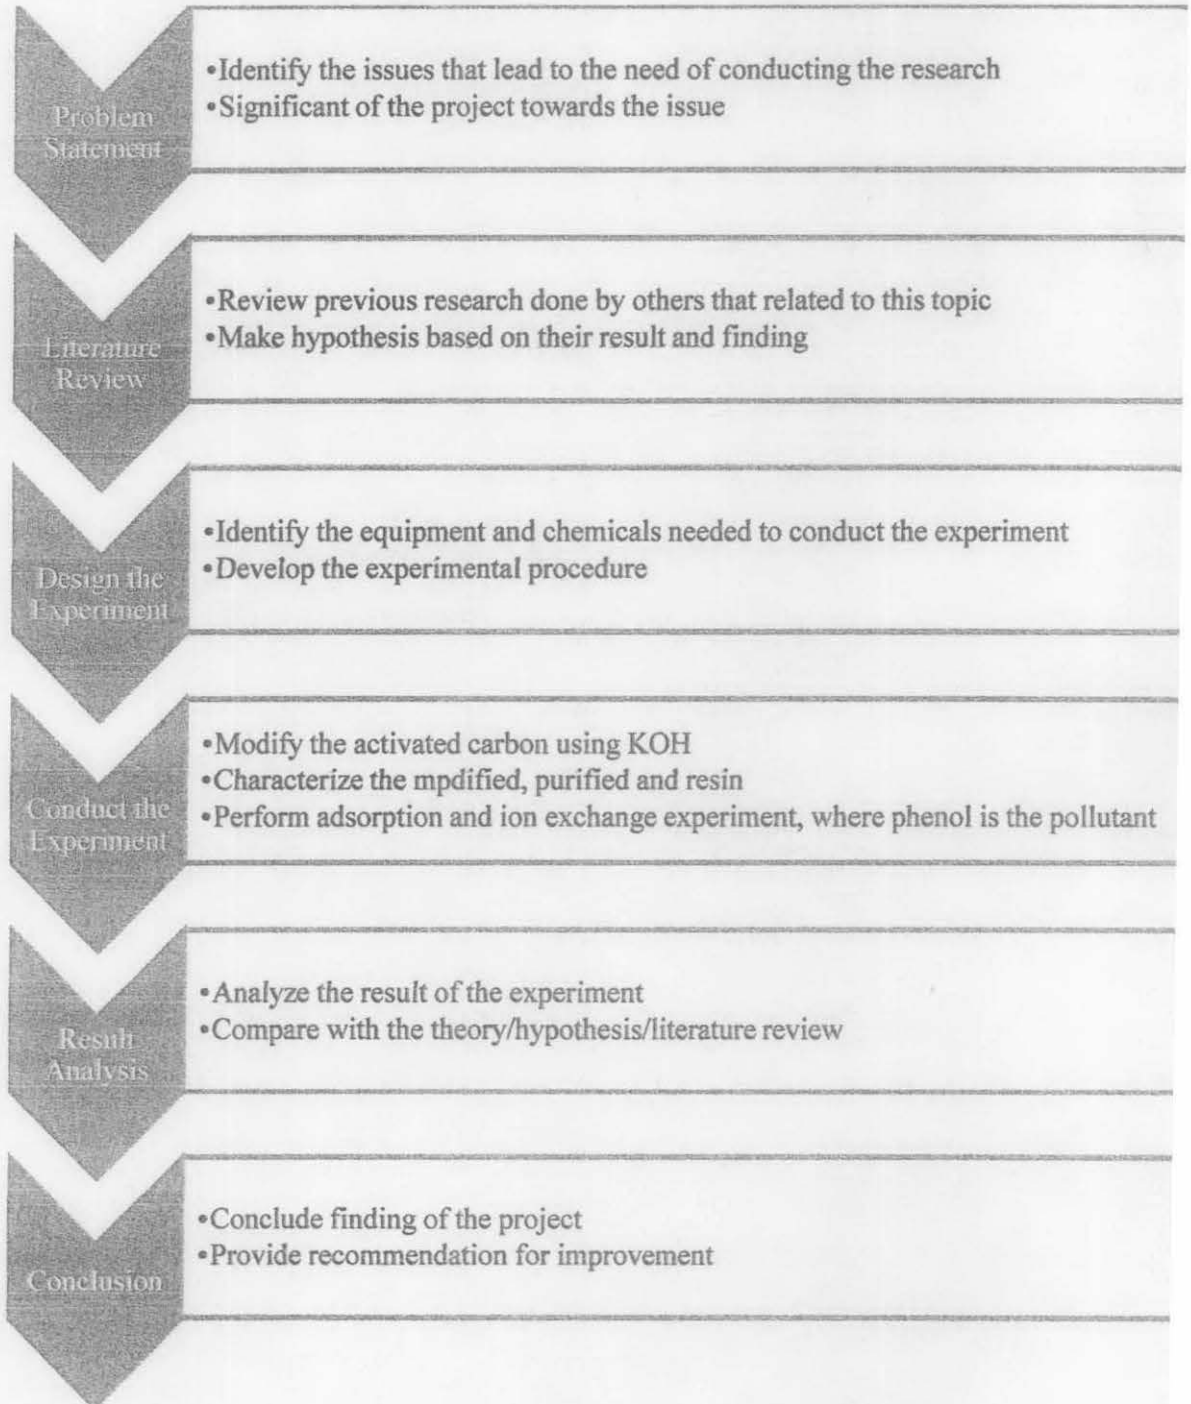 Problem
Statement
•Identify the issues that lead to the need of conducting the research
•Significant of the project towards the issue
Literature
Review
•Review previous research done by others that related to this topic
•Make hypothesis based on their result and finding
Design the
Experiment
•Identify the equipment and chemicals needed to conduct the experiment
•Develop the experimental procedure
Conduct the
Experiment
•Modify the activated carbon using KOH
•Characterize the mpdified, purified and resin
•Perform adsorption and ion exchange experiment, where phenol is the pollutant
Result
Analysis
•Analyze the result of the experiment
•Compare with the theory/hypothesis/literature review
Conclusion
•Conclude finding of the project
•Provide recommendation for improvement